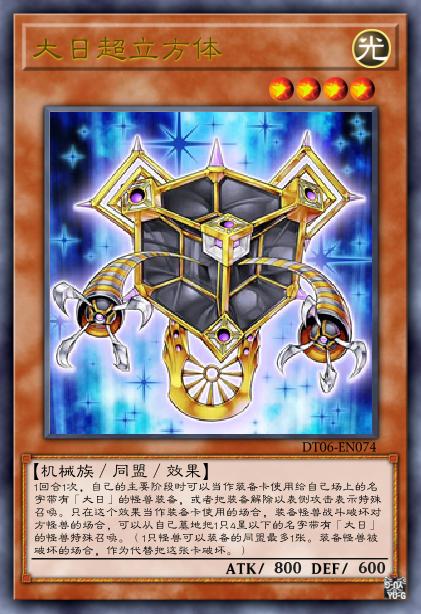 大日超立方体
光
DT06-EN074
【机械族／同盟／效果】
1回合1次，自己的主要阶段时可以当作装备卡使用给自己场上的名
字带有「大日」的怪兽装备，或者把装备解除以表侧攻击表示特殊
召唤。只在这个效果当作装备卡使用的场合，装备怪兽战斗破坏对
方怪兽的场合，可以从自己墓地把1只4星以下的名字带有「大日」
的怪兽特殊召唤。（1只怪兽可以装备的同盟最多1张。装备怪兽被
破坏的场合，作为代替把这张卡破坏。）
ATK/ 800 DEF/ 600